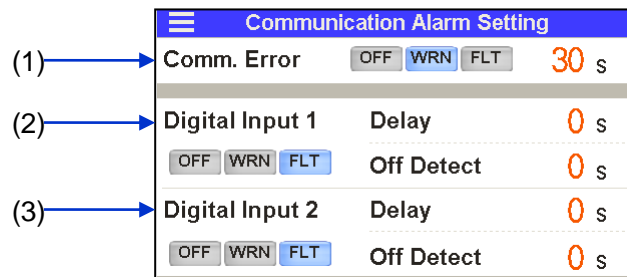 Communication Alarm Setting
(1) Comm. Error OFF WRN FLT 30 s
(2) Digital Input 1 Delay 0 s
OFF WRN FLT Off Detect 0 s
(3) Digital Input 2 Delay 0 s
OFF WRN FLT Off Detect 0 s